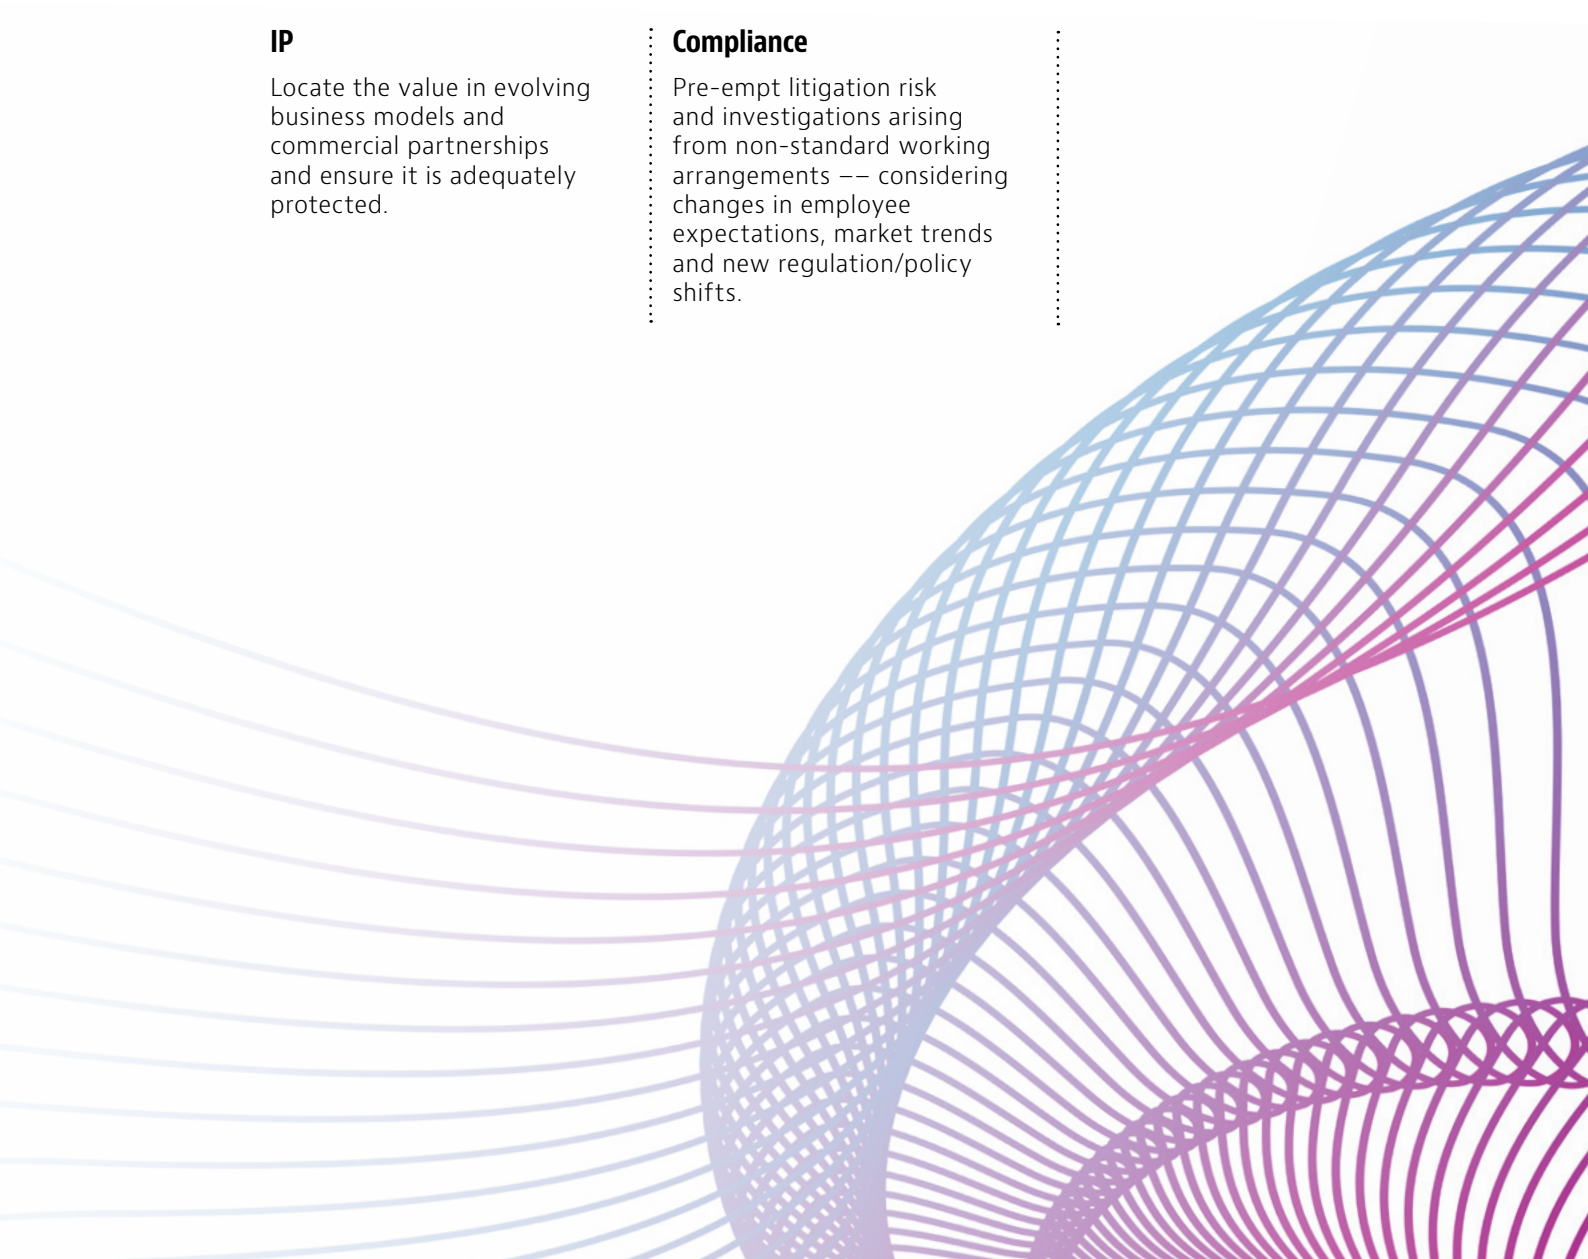 IP
Locate the value in evolving
business models and
commercial partnerships
and ensure it is adequately
protected.
Compliance
Pre-empt litigation risk
and investigations arising
from non-standard working
arrangements –– considering
changes in employee
expectations, market trends
and new regulation/policy
shifts.